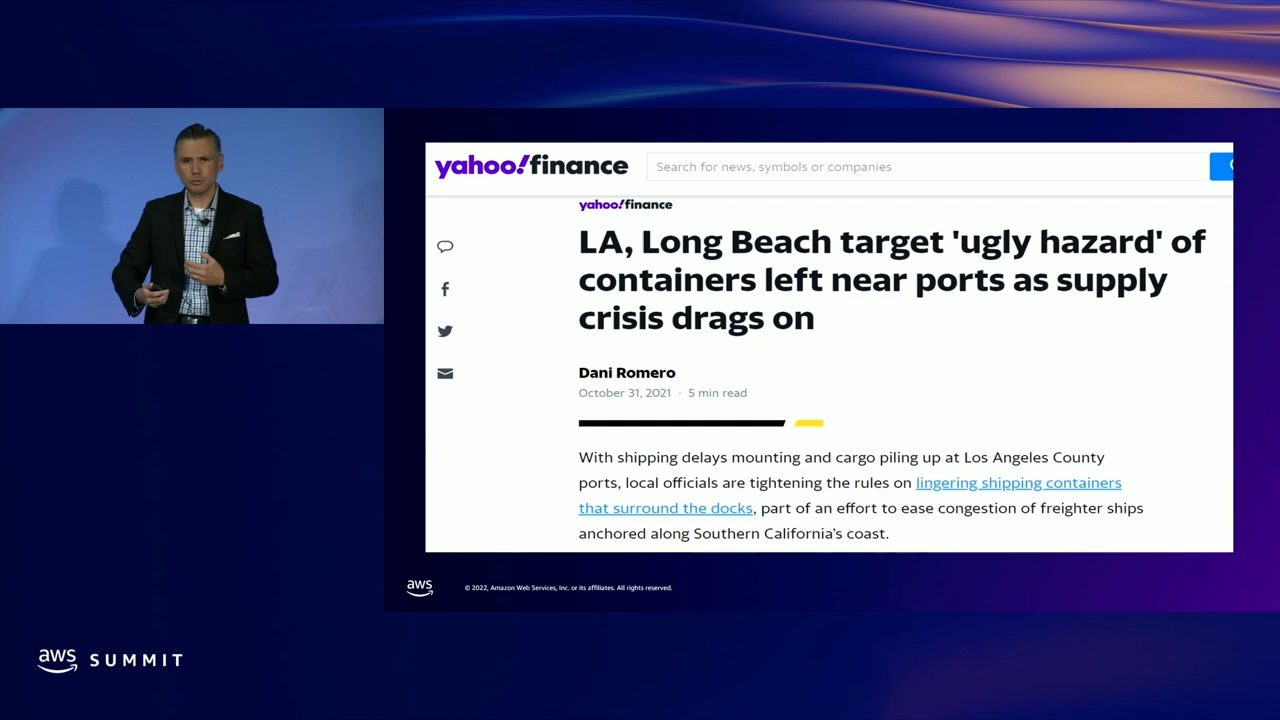 yahoo!finance
Search for news, symbols or companies
yahoo!finance
LA, Long Beach target 'ugly hazard' of
containers left near ports as supply
crisis drags on
Dani Romero
October 31, 2021 · 5 min read
With shipping delays mounting and cargo piling up at Los Angeles County
ports, local officials are tightening the rules on lingering shipping containers
that surround the docks, part of an effort to ease congestion of freighter ships
anchored along Southern California's coast.
aws
© 2022, Amazon Web Services, Inc. or its affiliates. All rights reserved.
aws SUMMIT